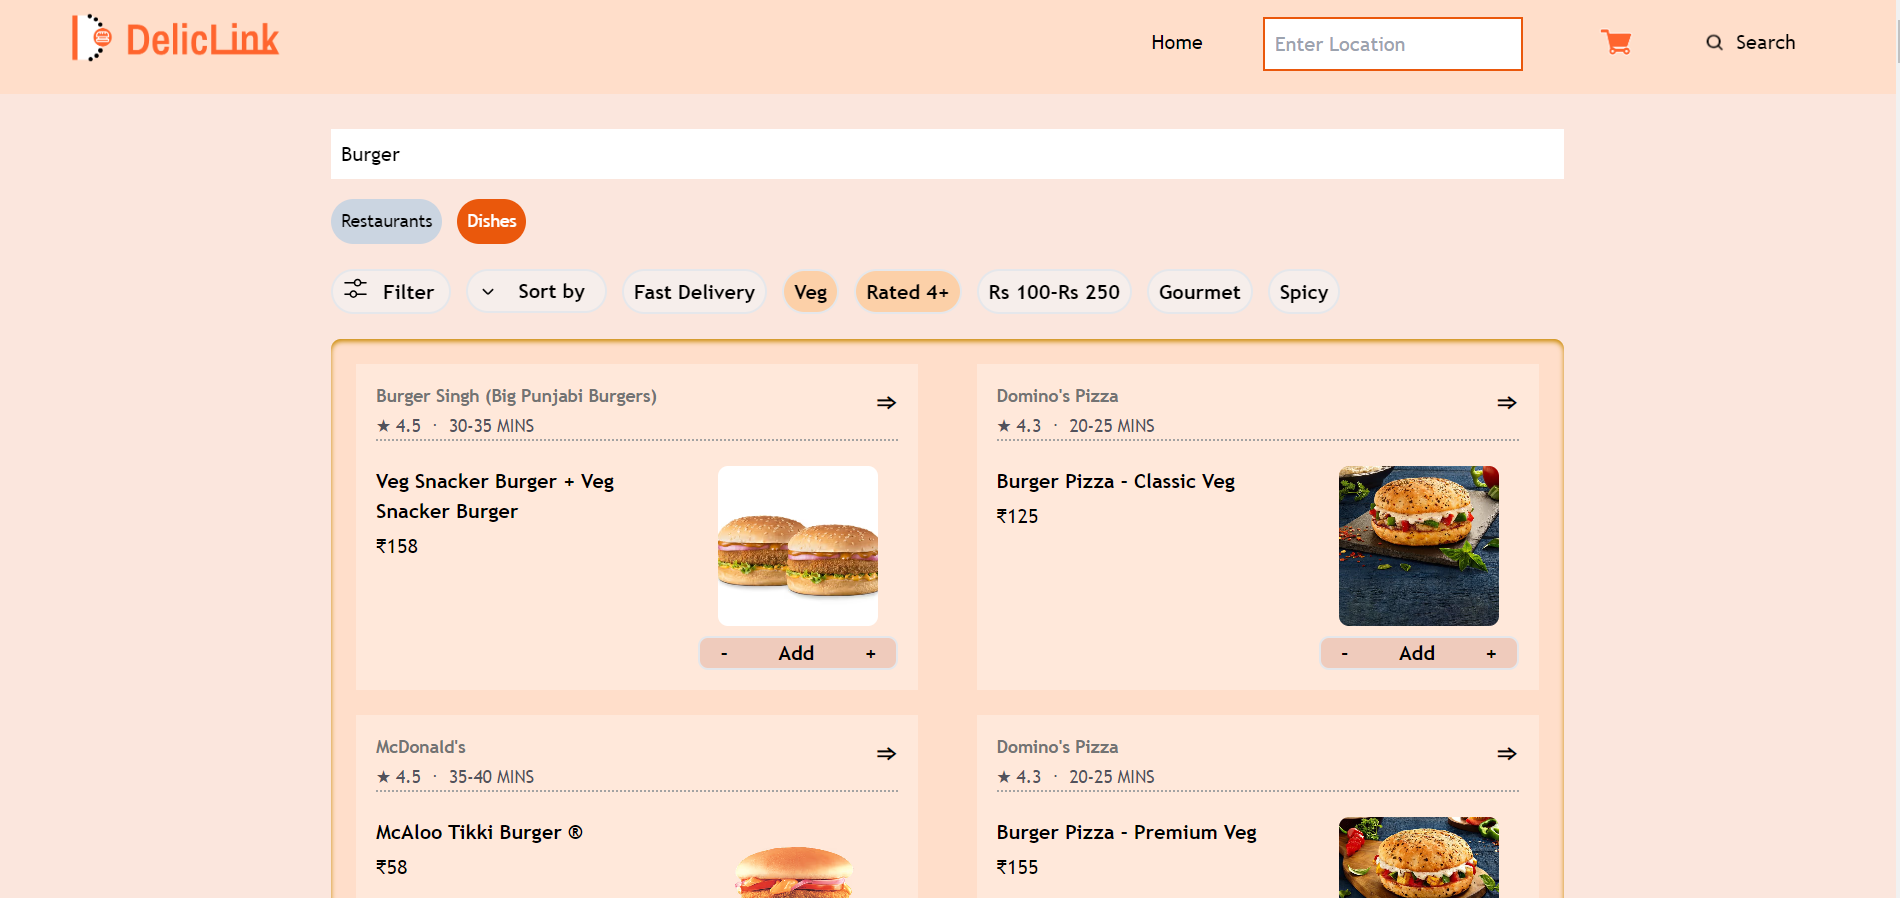 DelicLink
Home
Enter Location
Search
Burger
Restaurants
Dishes
Filter
Sort by
Fast Delivery
Veg
Rated 4+
Rs 100-Rs 250
Gourmet
Spicy
Burger Singh (Big Punjabi Burgers)
★ 4.5 · 30-35 MINS
Veg Snacker Burger + Veg
Snacker Burger
₹158
- Add +
Domino's Pizza
★ 4.3 · 20-25 MINS
Burger Pizza - Classic Veg
₹125
- Add +
McDonald's
★ 4.5 · 35-40 MINS
McAloo Tikki Burger ®
₹58
Domino's Pizza
★ 4.3 · 20-25 MINS
Burger Pizza - Premium Veg
₹155